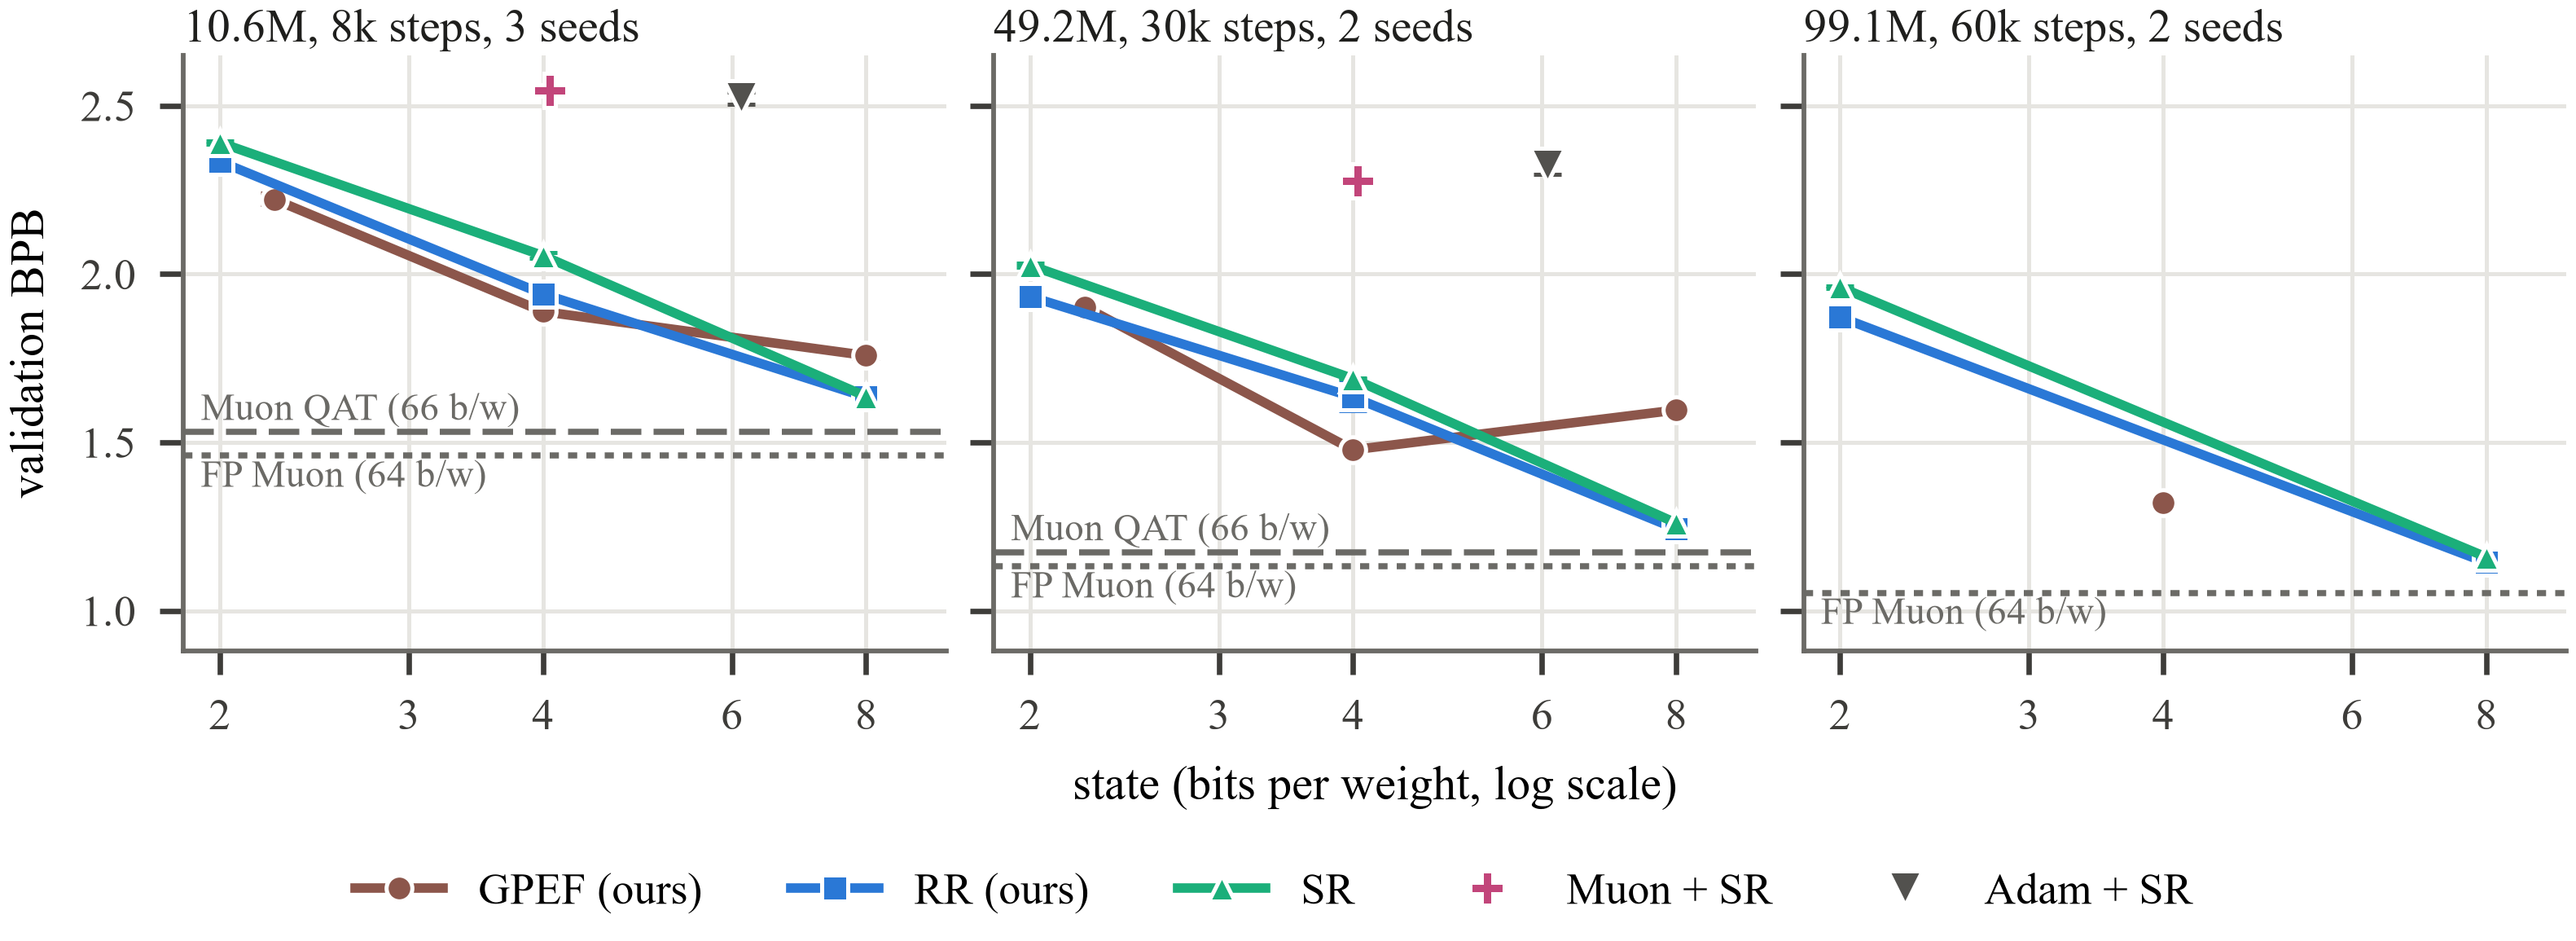 10.6M, 8k steps, 3 seeds
49.2M, 30k steps, 2 seeds
99.1M, 60k steps, 2 seeds
validation BPB
2.5
2.0
1.5
1.0
Muon QAT (66 b/w)
FP Muon (64 b/w)
Muon QAT (66 b/w)
FP Muon (64 b/w)
FP Muon (64 b/w)
2 3 4 6 8
2 3 4 6 8
2 3 4 6 8
state (bits per weight, log scale)
GPEF (ours)
RR (ours)
SR
Muon + SR
Adam + SR